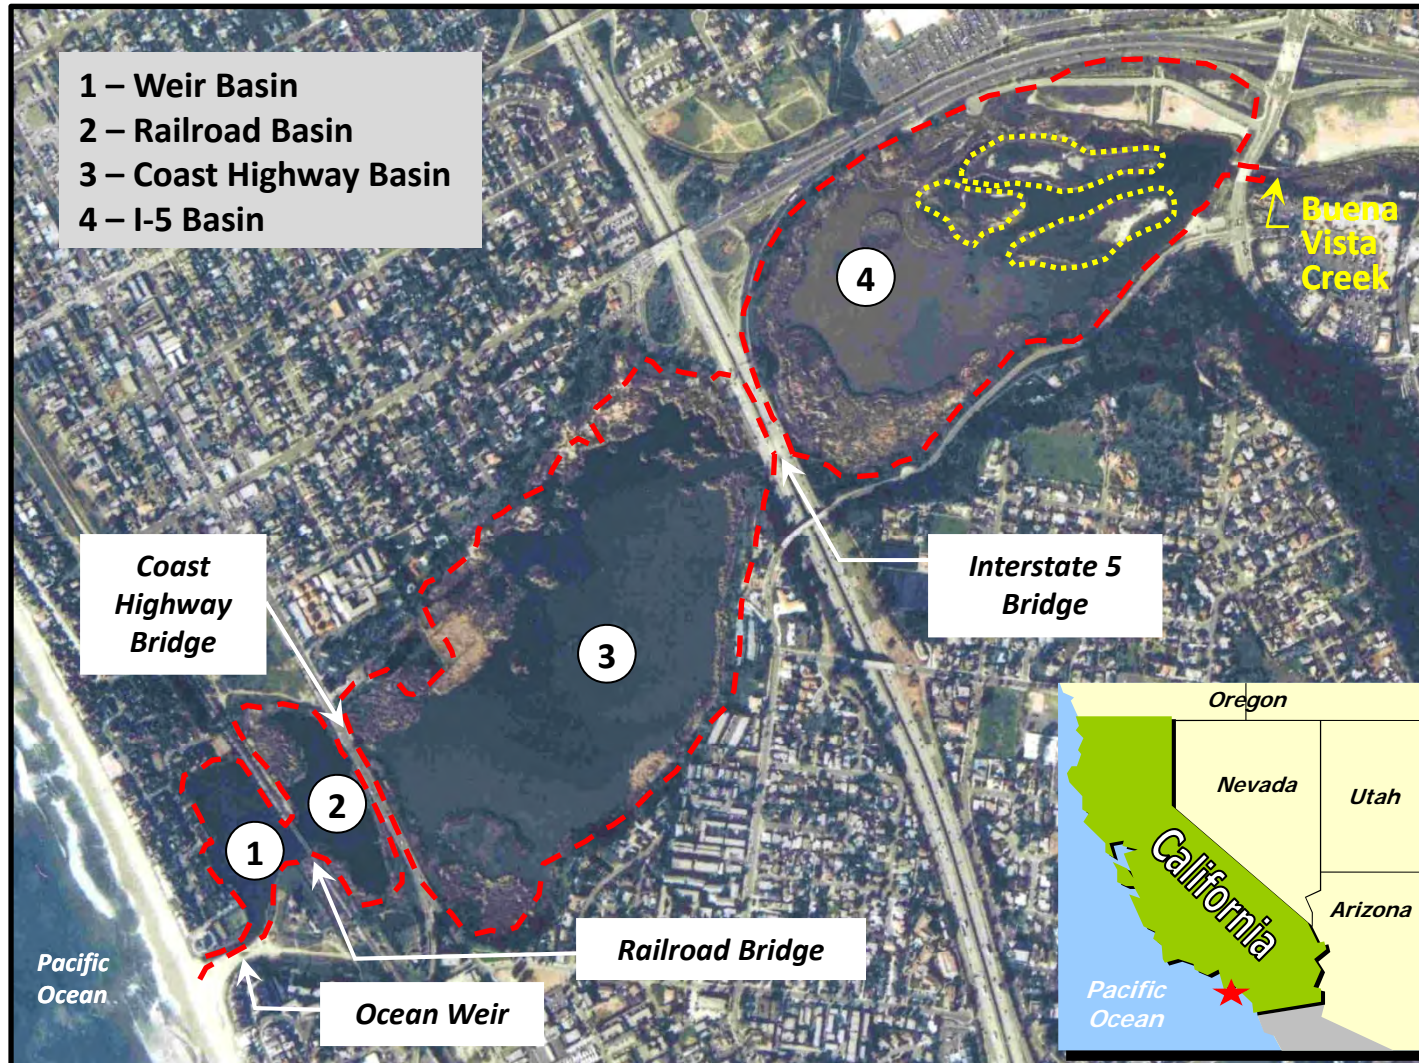 1 – Weir Basin
2 – Railroad Basin
3 – Coast Highway Basin
4 – I-5 Basin
Buena
Vista
Creek
4
Coast
Highway
Bridge
Interstate 5
Bridge
3
2
1
Railroad Bridge
Ocean Weir
Pacific
Ocean
Oregon
Nevada
Utah
California
Arizona
Pacific
Ocean